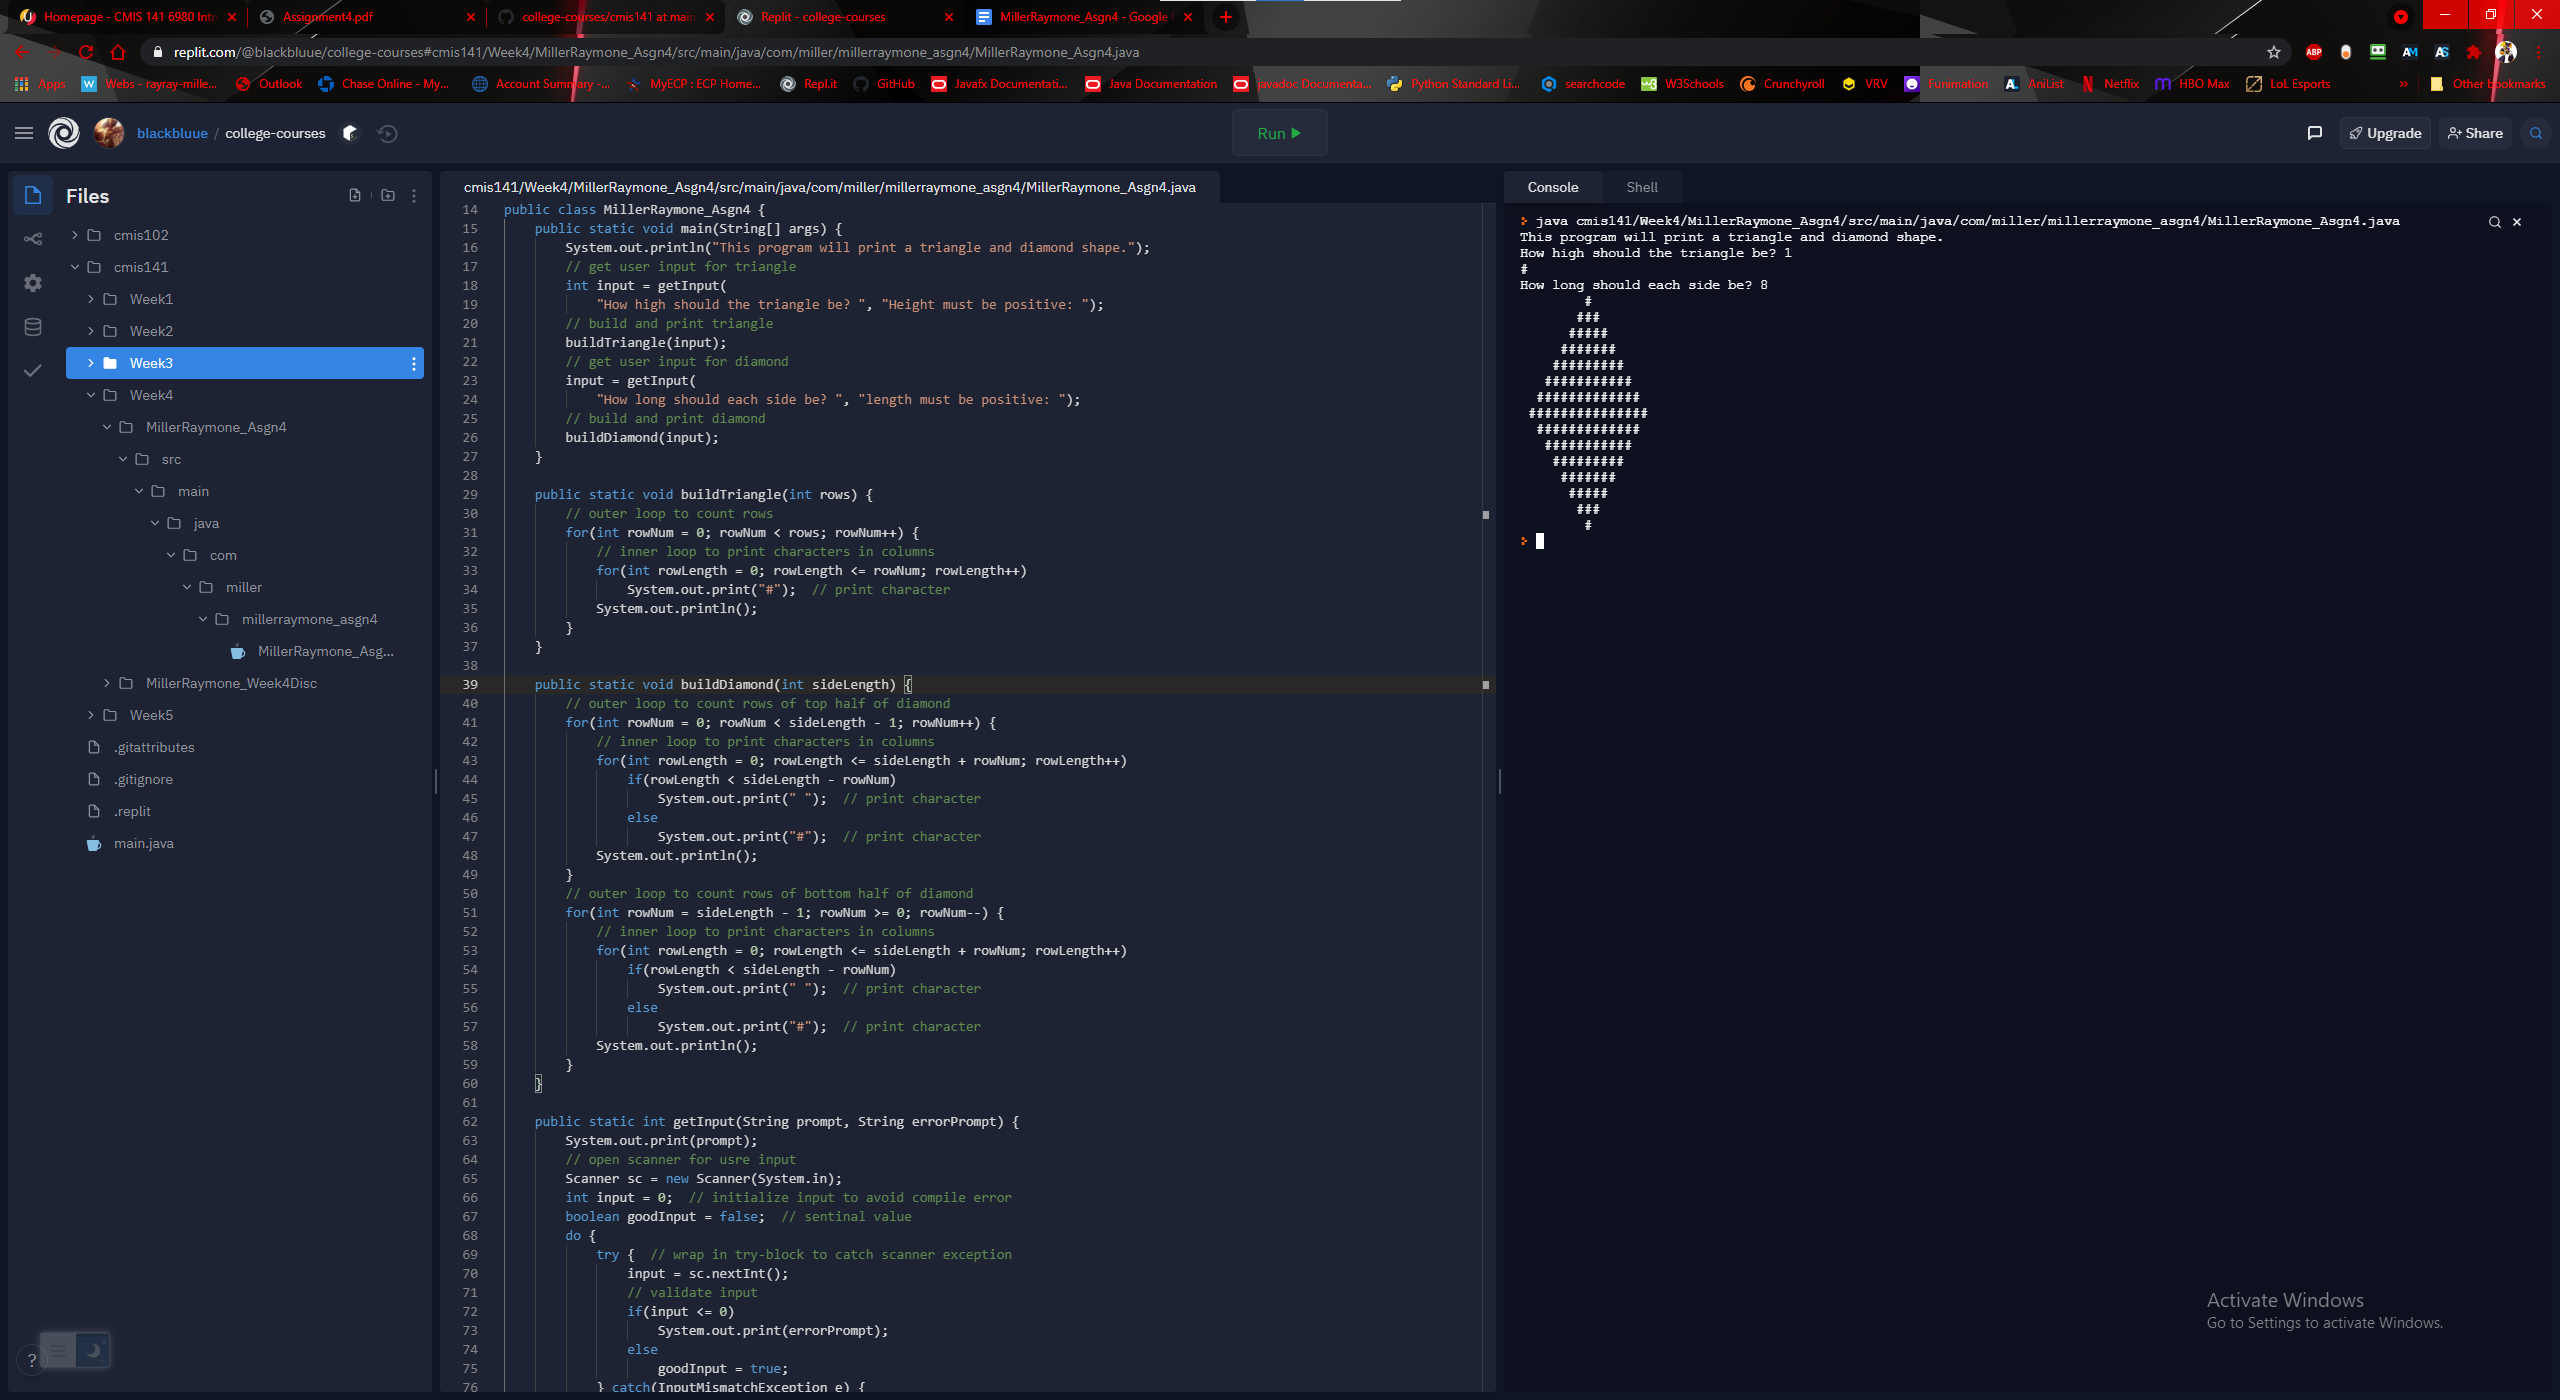 Homepage - CMIS 141 6980 Intr
Assignment4.pdf
college-courses/cmis141 at main
Replit - college-courses
MillerRaymone_Asgn4 - Google
replit.com/@blackbluue/college-courses#cmis141/Week4/MillerRaymone_Asgn4/src/main/java/com/miller/millerraymone_asgn4/MillerRaymone_Asgn4.java
ABP
AM
AS
Apps
Webs - rayray-mille...
Outlook
Chase Online - My...
Account Summary -...
MyECP : ECP Home...
RepLit
GitHub
Javafx Documentati...
Java Documentation
javadoc Documenta...
Python Standard Li...
searchcode
W3Schools
Crunchyroll
VRV
Funimation
AniList
Netflix
HBO Max
LoL Esports
»
Other bookmarks
blackbluue / college-courses
Run
Upgrade
Share
Files
cmis102
cmis141
Week1
Week2
Week3
Week4
MillerRaymone_Asgn4
src
main
java
com
miller
millerraymone_asgn4
MillerRaymone_Asg...
MillerRaymone_Week4Disc
Week5
.gitattributes
.gitignore
.replit
main.java
?
cmis141/Week4/MillerRaymone_Asgn4/src/main/java/com/miller/millerraymone_asgn4/MillerRaymone_Asgn4.java
14 public class MillerRaymone_Asgn4 {
15 public static void main(String[] args) {
16 System.out.println("This program will print a triangle and diamond shape.");
17 // get user input for triangle
18 int input = getInput(
19 "How high should the triangle be? ", "Height must be positive: ");
20 // build and print triangle
21 buildTriangle(input);
22 // get user input for diamond
23 input = getInput(
24 "How long should each side be? ", "length must be positive: ");
25 // build and print diamond
26 buildDiamond(input);
27 }
28
29 public static void buildTriangle(int rows) {
30 // outer loop to count rows
31 for(int rowNum = 0; rowNum < rows; rowNum++) {
32 // inner loop to print characters in columns
33 for(int rowLength = 0; rowLength <= rowNum; rowLength++)
34 System.out.print("#"); // print character
35 System.out.println();
36 }
37 }
38
39 public static void buildDiamond(int sideLength) {
40 // outer loop to count rows of top half of diamond
41 for(int rowNum = 0; rowNum < sideLength - 1; rowNum++) {
42 // inner loop to print characters in columns
43 for(int rowLength = 0; rowLength <= sideLength + rowNum; rowLength++)
44 if(rowLength < sideLength - rowNum)
45 System.out.print(" "); // print character
46 else
47 System.out.print("#"); // print character
48 System.out.println();
49 }
50 // outer loop to count rows of bottom half of diamond
51 for(int rowNum = sideLength - 1; rowNum >= 0; rowNum--) {
52 // inner loop to print characters in columns
53 for(int rowLength = 0; rowLength <= sideLength + rowNum; rowLength++)
54 if(rowLength < sideLength - rowNum)
55 System.out.print(" "); // print character
56 else
57 System.out.print("#"); // print character
58 System.out.println();
59 }
60 }
61
62 public static int getInput(String prompt, String errorPrompt) {
63 System.out.print(prompt);
64 // open scanner for usre input
65 Scanner sc = new Scanner(System.in);
66 int input = 0; // initialize input to avoid compile error
67 boolean goodInput = false; // sentinal value
68 do {
69 try { // wrap in try-block to catch scanner exception
70 input = sc.nextInt();
71 // validate input
72 if(input <= 0)
73 System.out.print(errorPrompt);
74 else
75 goodInput = true;
76 } catch(InputMismatchException e) {
Console
Shell
> java cmis141/Week4/MillerRaymone_Asgn4/src/main/java/com/miller/millerraymone_asgn4/MillerRaymone_Asgn4.java
This program will print a triangle and diamond shape.
How high should the triangle be? 1
#
How long should each side be? 8
#
###
#####
#######
#########
###########
#############
###############
#############
###########
#########
#######
#####
###
#
>
Activate Windows
Go to Settings to activate Windows.